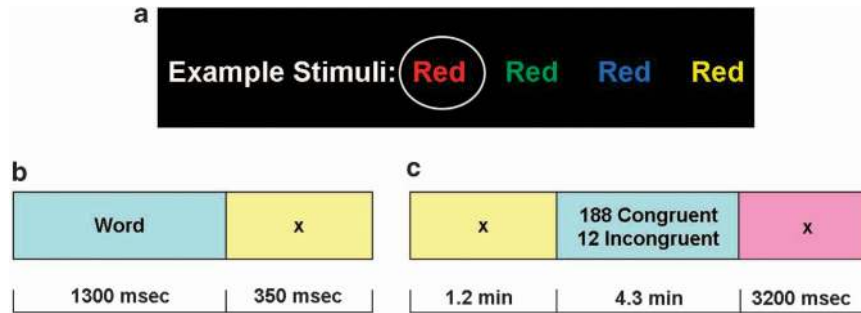 a
Example Stimuli: Red Red Red Red
b
Word x
1300 msec 350 msec
c
x 188 Congruent x
12 Incongruent
1.2 min 4.3 min 3200 msec